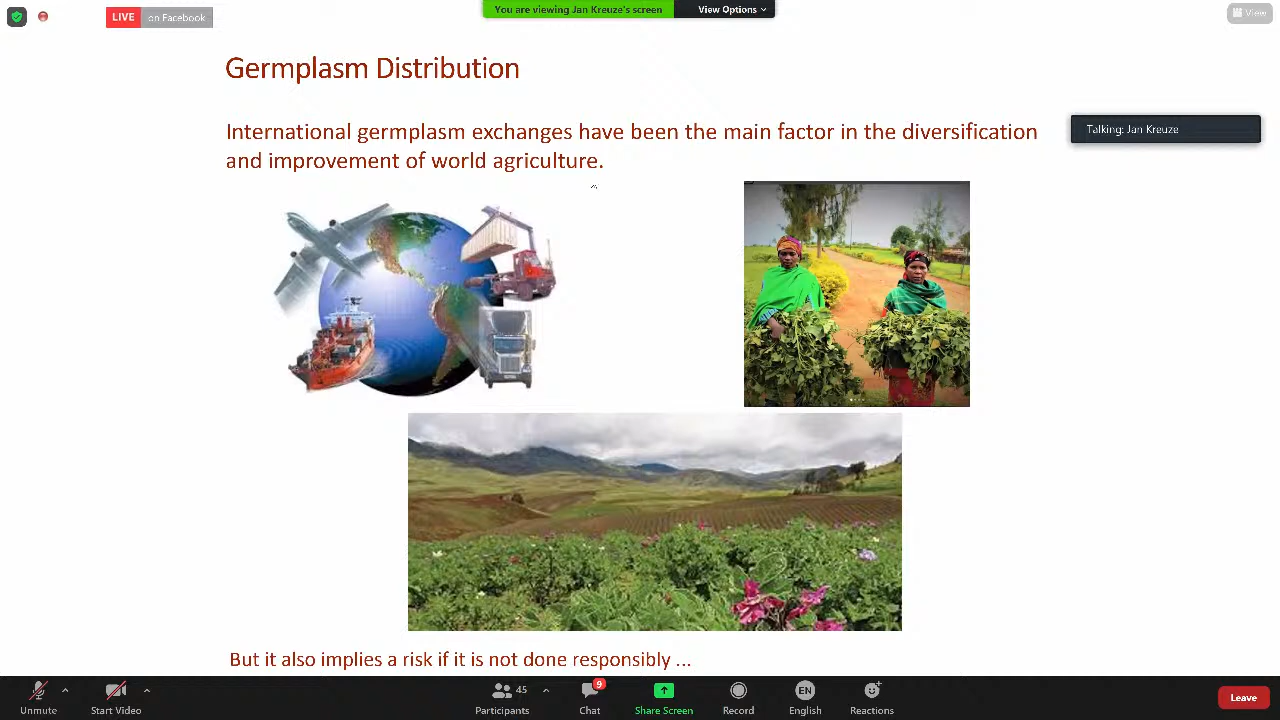 LIVE on Facebook
You are viewing Jan Kreuze's screen
View Options
View
Germplasm Distribution
International germplasm exchanges have been the main factor in the diversification
and improvement of world agriculture.
Talking: Jan Kreuze
But it also implies a risk if it is not done responsibly ...
Unmute
Start Video
45
Participants
9
Chat
Share Screen
Record
EN
English
Reactions
Leave